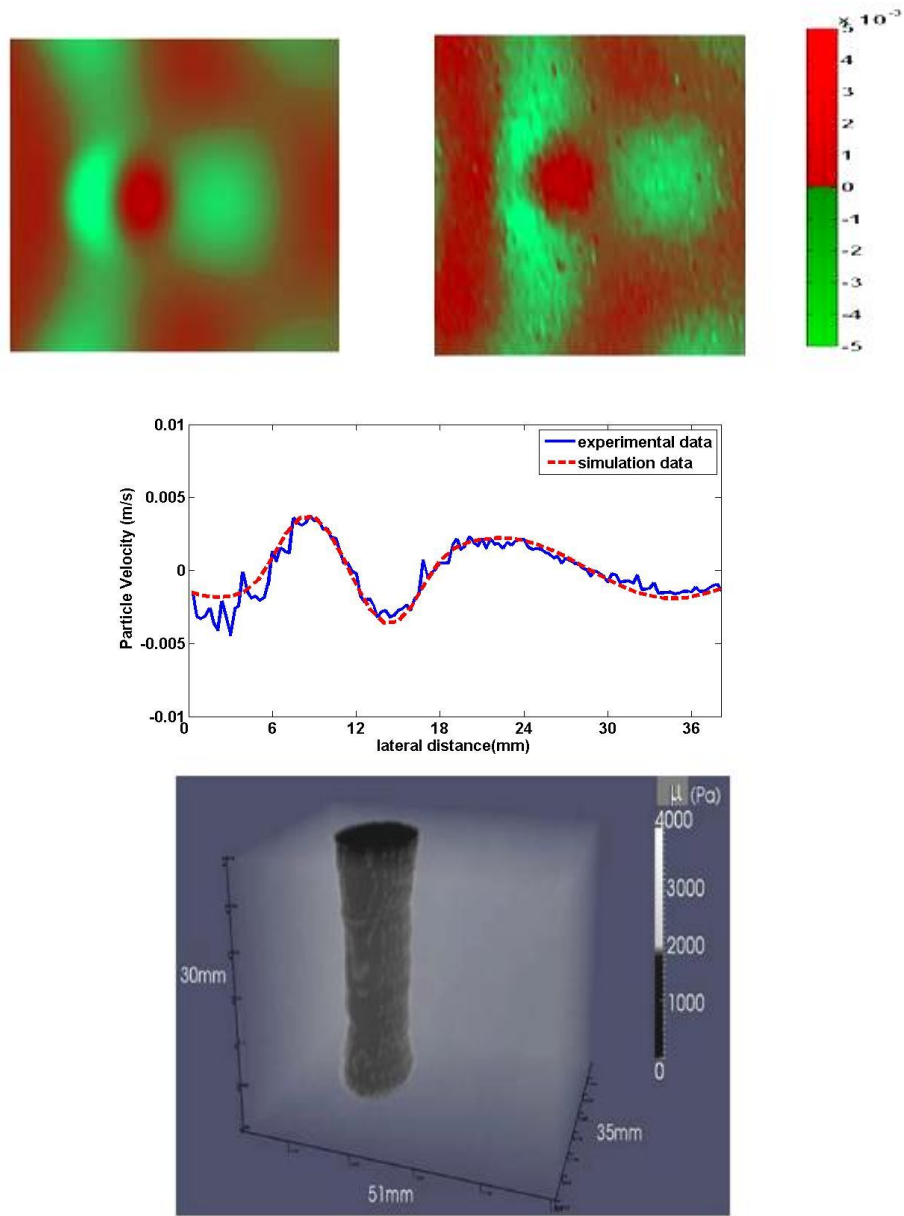 × 10⁻³
5
4
3
2
1
0
-1
-2
-3
-4
-5
0.01
0.005
0
-0.005
-0.01
Particle Velocity (m/s)
experimental data
simulation data
0 6 12 18 24 30 36
lateral distance(mm)
μ (Pa)
4000
3000
2000
1000
0
30mm
35mm
51mm